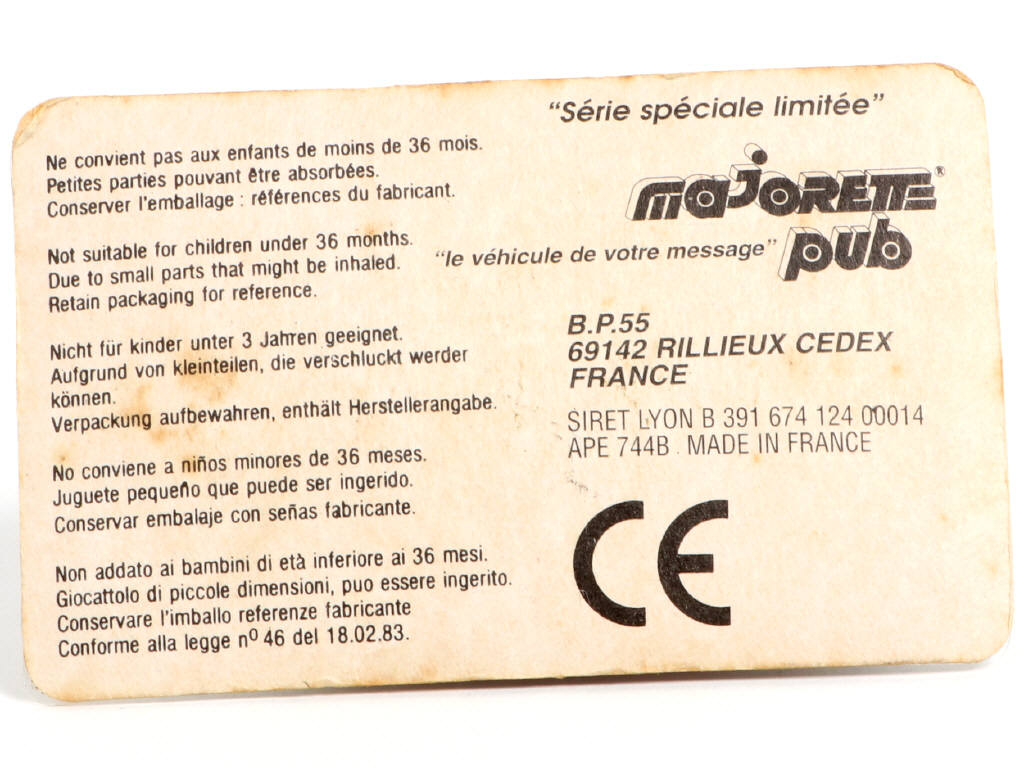 Ne convient pas aux enfants de moins de 36 mois.
Petites parties pouvant être absorbées.
Conserver l'emballage : références du fabricant.
Not suitable for children under 36 months.
Due to small parts that might be inhaled.
Retain packaging for reference.
Nicht für kinder unter 3 Jahren geeignet.
Aufgrund von kleinteilen, die verschluckt werder
können.
Verpackung aufbewahren, enthält Herstellerangabe.
No conviene a niños minores de 36 meses.
Juguete pequeño que puede ser ingerido.
Conservar embalaje con señas fabricante.
Non addato ai bambini di età inferiore ai 36 mesi.
Giocattolo di piccole dimensioni, puo essere ingerito.
Conservare l'imballo referenze fabricante
Conforme alla legge nº 46 del 18.02.83.
"Série spéciale limitée"
majorette®
"le véhicule de votre message" pub
B.P.55
69142 RILLIEUX CEDEX
FRANCE
SIRET LYON B 391 674 124 00014
APE 744B . MADE IN FRANCE
CE